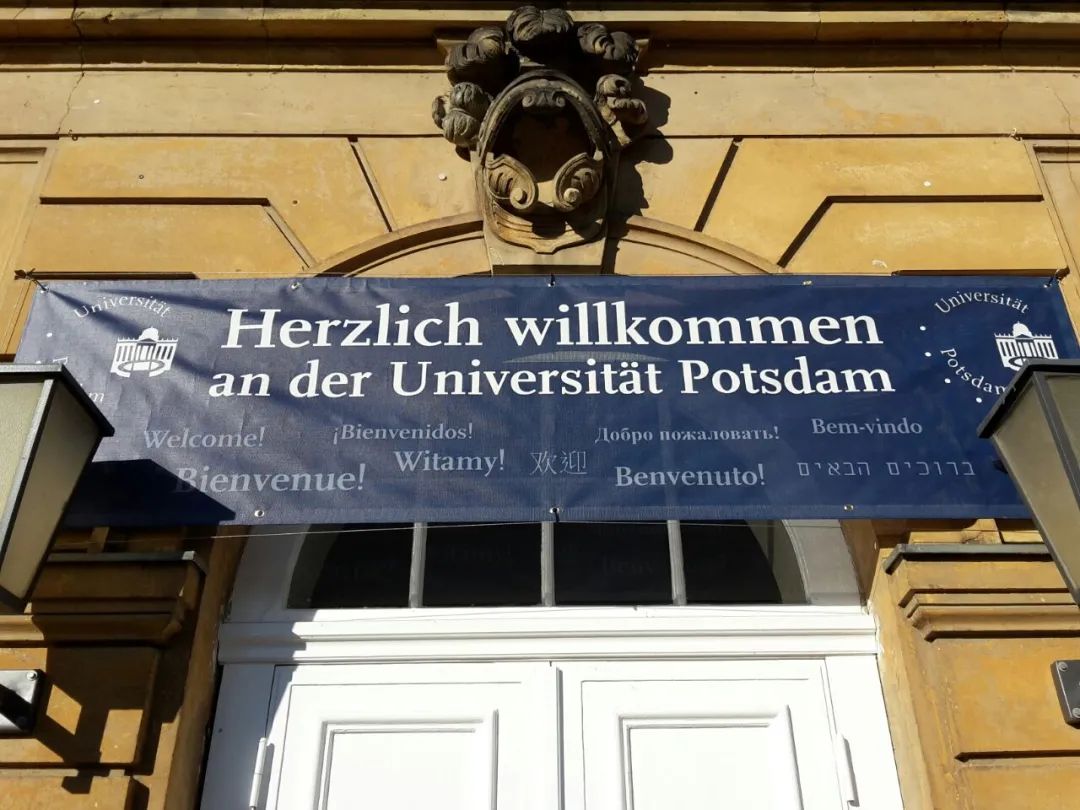 Universität
Herzlich willkommen
an der Universität Potsdam
Universität
Potsdam
Welcome!
¡Bienvenidos!
Добро пожаловать!
Bem-vindo
Bienvenue!
Witamy!
欢迎
Benvenuto!
ברוכים הבאים